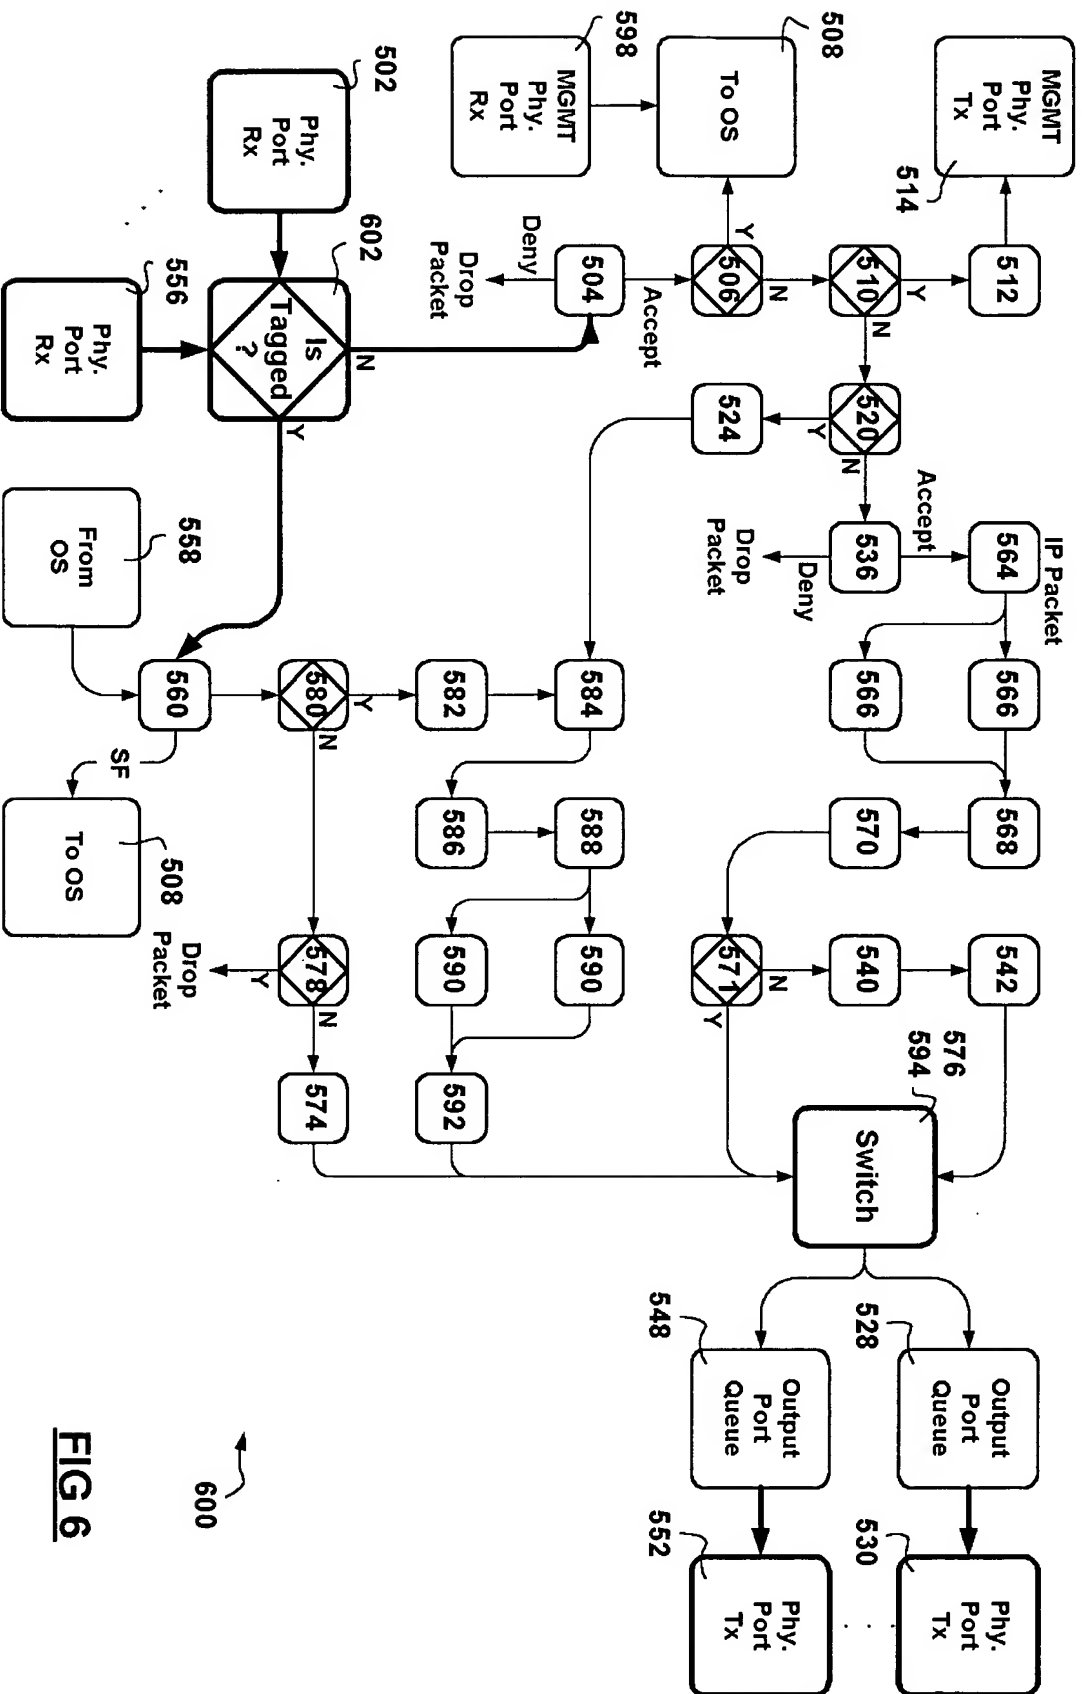 MGMT
Phy.
Port
Tx
514
508
To OS
598
MGMT
Phy.
Port
Rx
502
Phy.
Port
Rx
602
Is
Tagged
?
N
Y
556
Phy.
Port
Rx
512
Y
510
N
N
506
Y
Accept
504
Deny
Drop
Packet
520
Y
N
524
IP Packet
564
Accept
536
Deny
Drop
Packet
558
From
OS
566
566
584
582
Y
580
N
560
SF
568
570
588
586
508
To OS
542
540
N
571
Y
590
590
578
Y
N
Drop
Packet
592
574
576
594
Switch
528
Output
Port
Queue
548
Output
Port
Queue
530
Phy.
Port
Tx
552
Phy.
Port
Tx
600
FIG 6